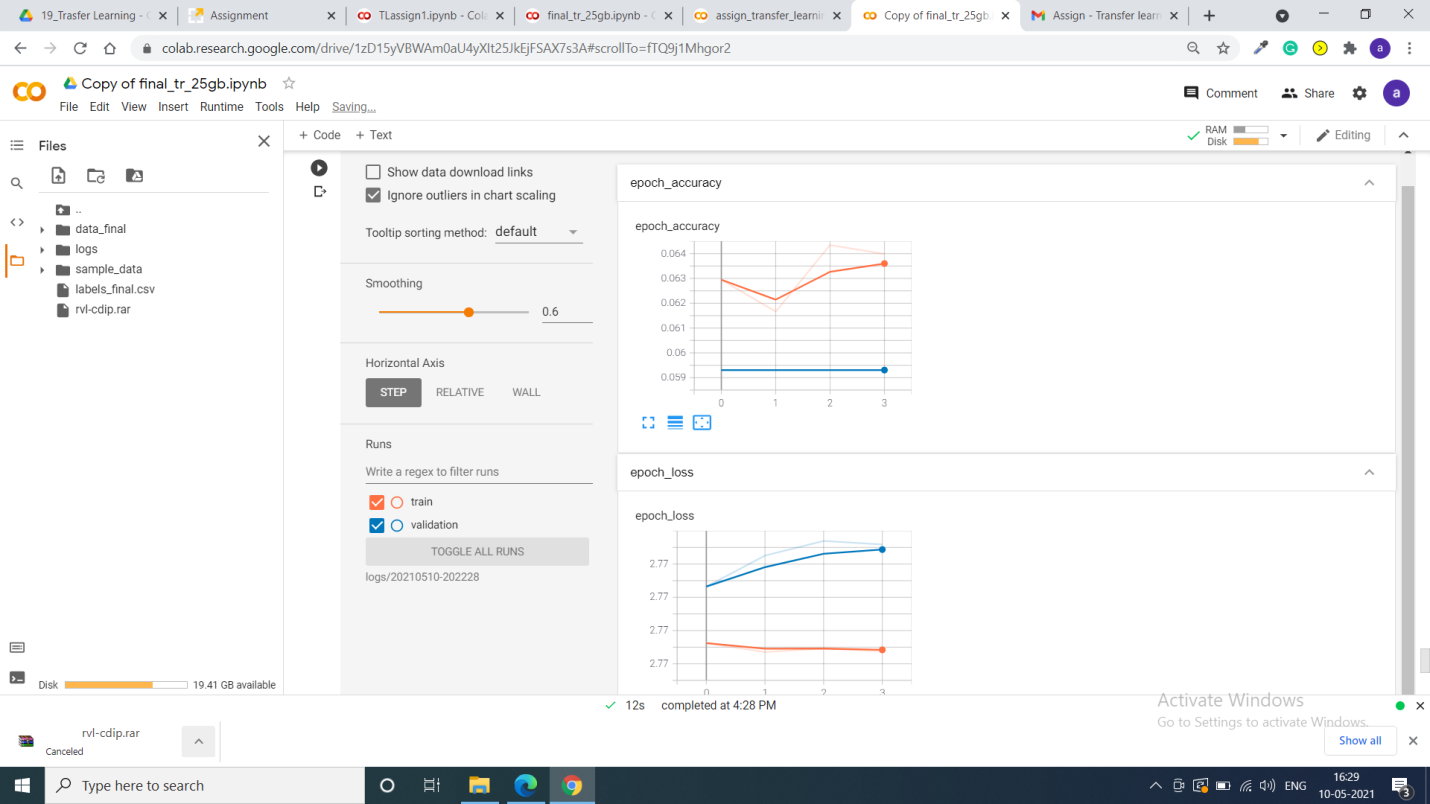 19_Trasfer Learning - G
Assignment
TLassign1.ipynb - Cola
final_tr_25gb.ipynb - C
assign_transfer_learnin
Copy of final_tr_25gb.
Assign - Transfer learn
colab.research.google.com/drive/1zD15yVBWAm0aU4yXIt25JkEjFSAX7s3A#scrollTo=fTQ9j1Mhgor2
a
Copy of final_tr_25gb.ipynb
File Edit View Insert Runtime Tools Help Saving...
Comment Share a
Files
+ Code + Text
RAM
Disk
Editing
..
data_final
logs
sample_data
labels_final.csv
rvl-cdip.rar
Disk 19.41 GB available
Show data download links
Ignore outliers in chart scaling
Tooltip sorting method: default
Smoothing
0.6
Horizontal Axis
STEP RELATIVE WALL
Runs
Write a regex to filter runs
train
validation
TOGGLE ALL RUNS
logs/20210510-202228
epoch_accuracy
epoch_accuracy
0.064
0.063
0.062
0.061
0.06
0.059
0 1 2 3
epoch_loss
epoch_loss
2.77
2.77
2.77
2.77
0 1 2 3
12s completed at 4:28 PM
Activate Windows
Go to Settings to activate Windows.
rvl-cdip.rar
Canceled
Show all
Type here to search
ENG
16:29
10-05-2021
3